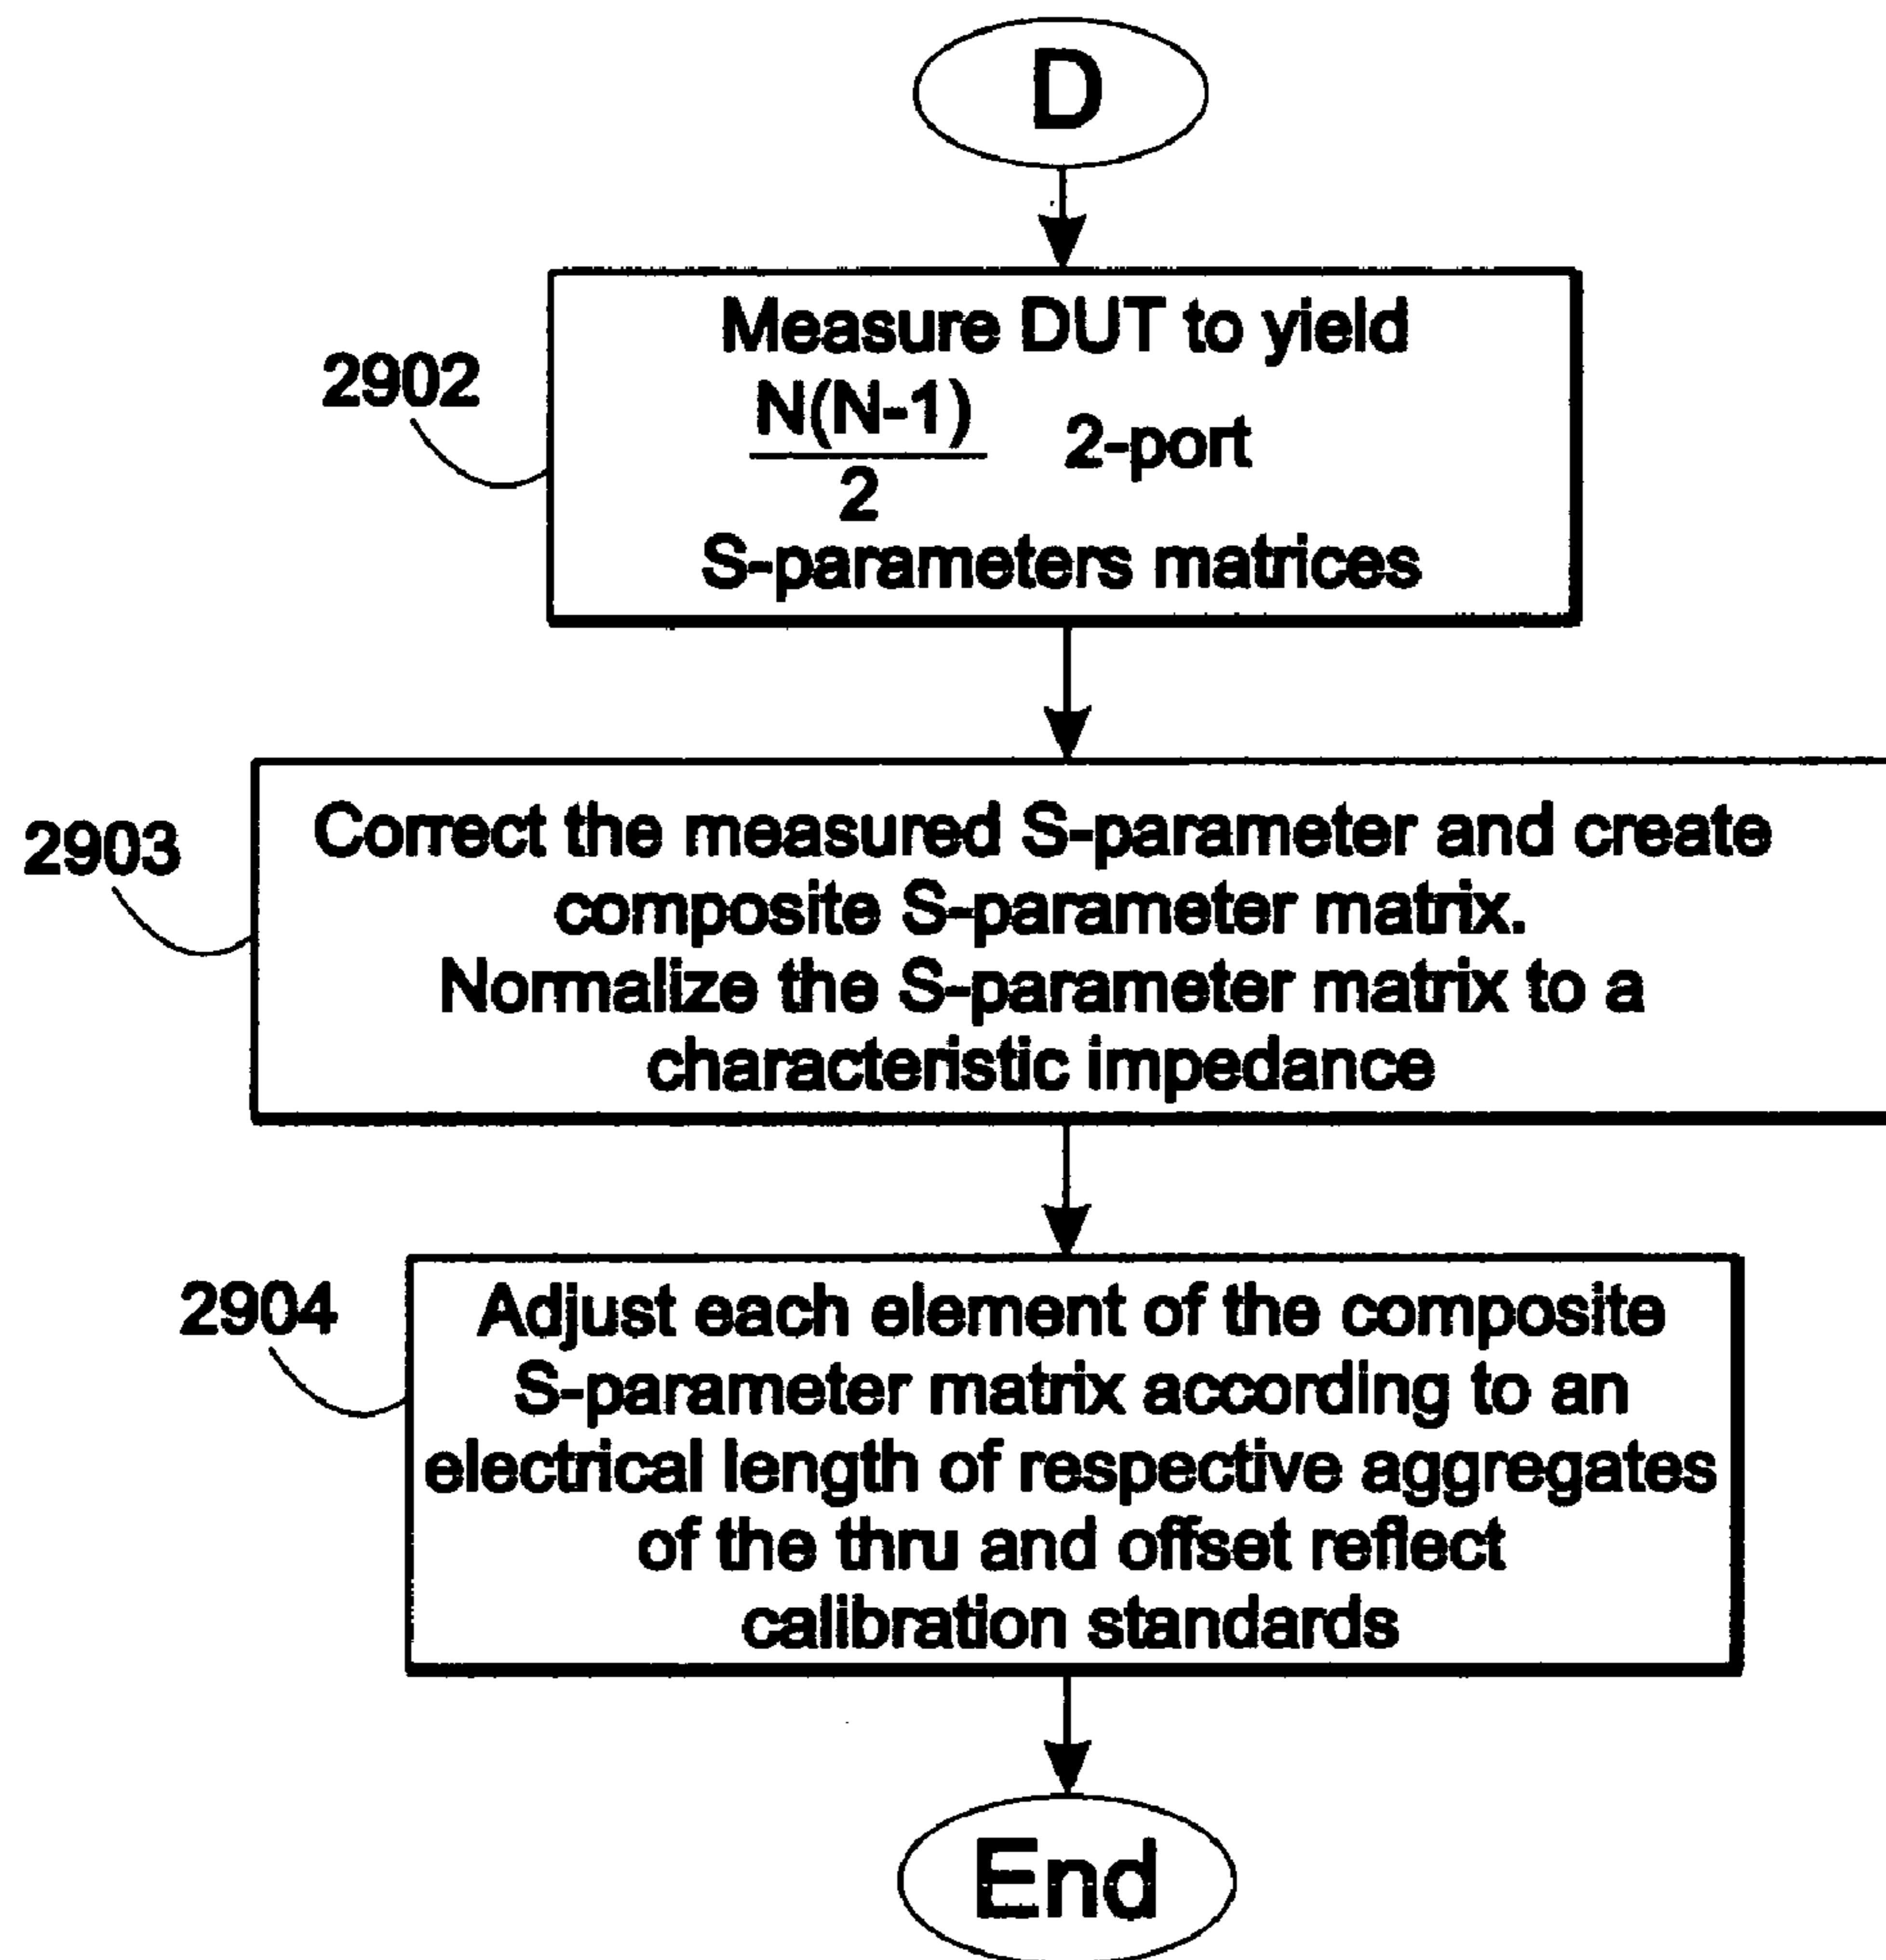 D
2902
Measure DUT to yield
N(N-1)
2
2-port
S-parameters matrices
2903
Correct the measured S-parameter and create
composite S-parameter matrix.
Normalize the S-parameter matrix to a
characteristic impedance
2904
Adjust each element of the composite
S-parameter matrix according to an
electrical length of respective aggregates
of the thru and offset reflect
calibration standards
End